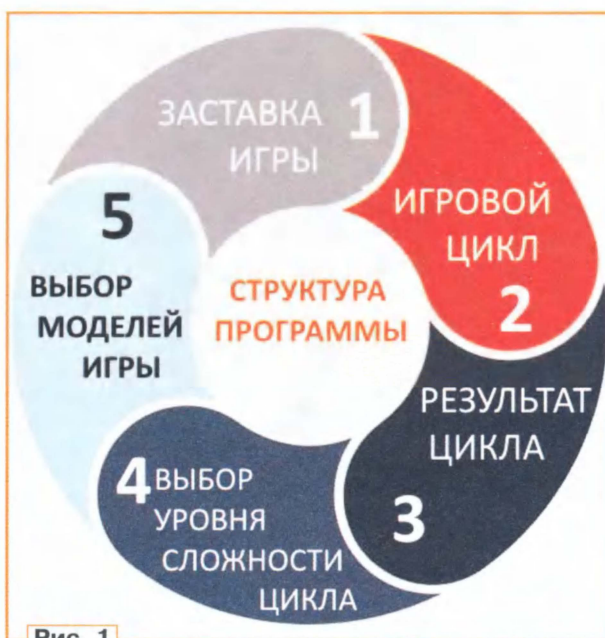 ЗАСТАВКА 1
ИГРЫ
ИГРОВОЙ
ЦИКЛ
2
РЕЗУЛЬТАТ
ЦИКЛА
3
4 ВЫБОР
УРОВНЯ
СЛОЖНОСТИ
ЦИКЛА
5
ВЫБОР
МОДЕЛЕЙ
ИГРЫ
СТРУКТУРА
ПРОГРАММЫ
Рис. 1